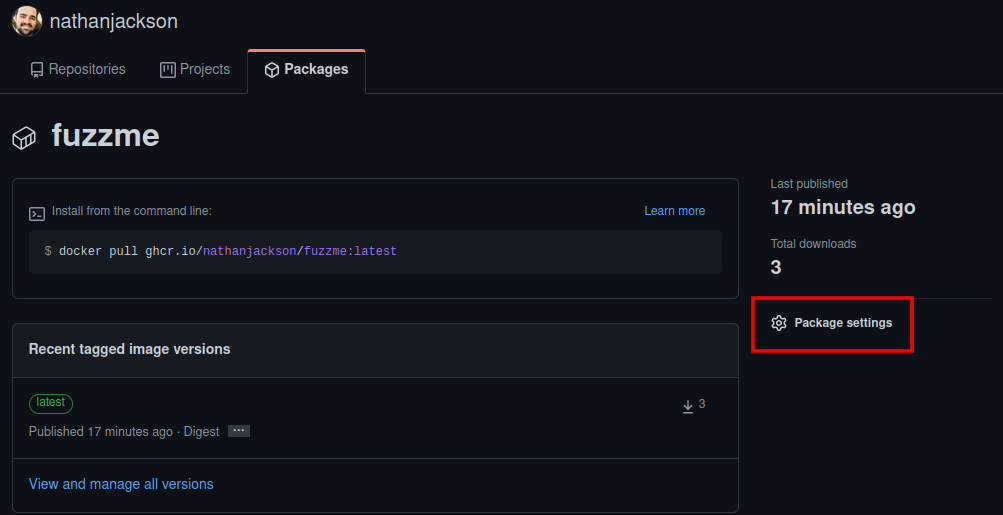 nathanjackson
Repositories Projects Packages
fuzzme
Install from the command line: Learn more
$ docker pull ghcr.io/nathanjackson/fuzzme:latest
Last published
17 minutes ago
Total downloads
3
Package settings
Recent tagged image versions
latest 3
Published 17 minutes ago · Digest ···
View and manage all versions